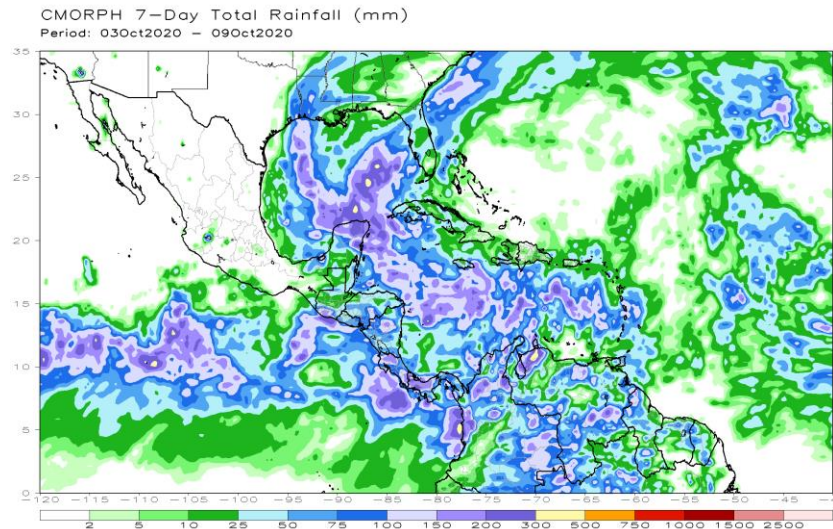 CMORPH 7-Day Total Rainfall (mm)
Period: 03Oct2020 - 09Oct2020
35
30
25
20
15
10
5
0
-120 -115 -110 -105 -100 -95 -90 -85 -80 -75 -70 -65 -60 -55 -50 -45 -40
2 5 10 25 50 75 100 150 200 300 500 750 1000 1500 2500